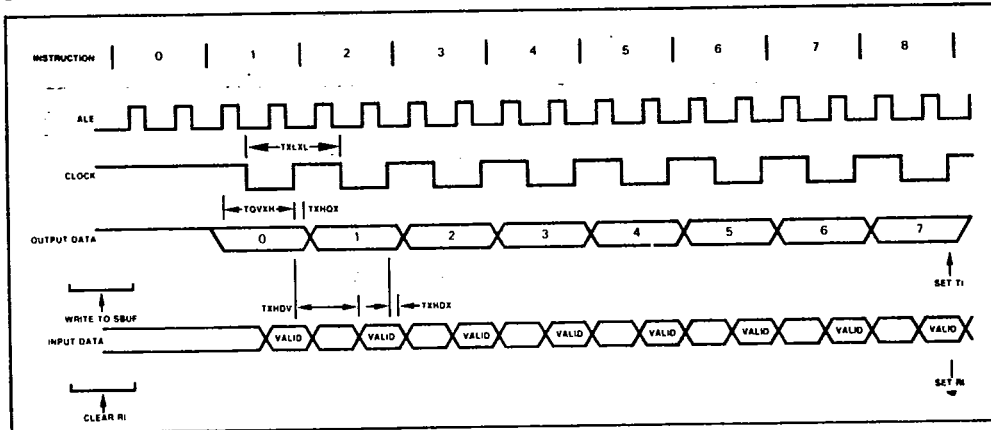 INSTRUCTION | 0 | 1 | 2 | 3 | 4 | 5 | 6 | 7 | 8 |
ALE
TXLXL
CLOCK
TQVXH TXHQX
OUTPUT DATA 0 1 2 3 4 5 6 7
SET TI
TXHDV TXHDX
WRITE TO SBUF
INPUT DATA VALID VALID VALID VALID VALID VALID VALID VALID
SET RI
CLEAR RI